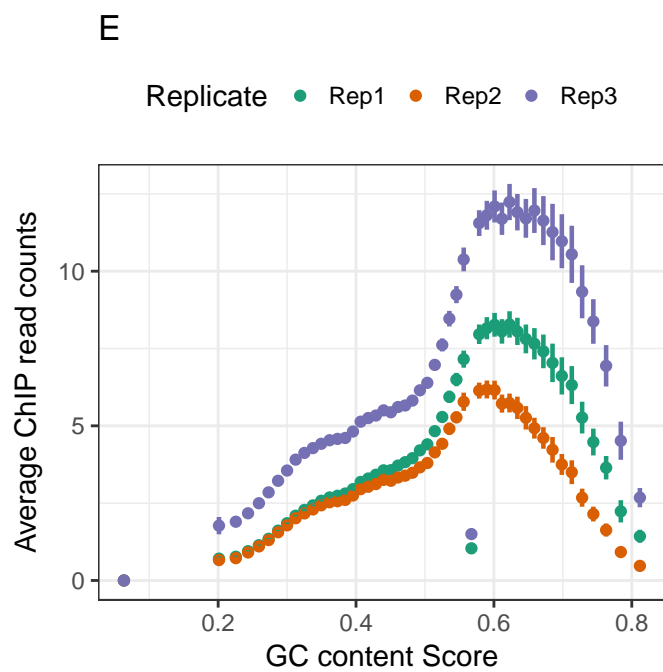 E
Replicate Rep1 Rep2 Rep3
Average ChIP read counts
10
5
0
0.2 0.4 0.6 0.8
GC content Score